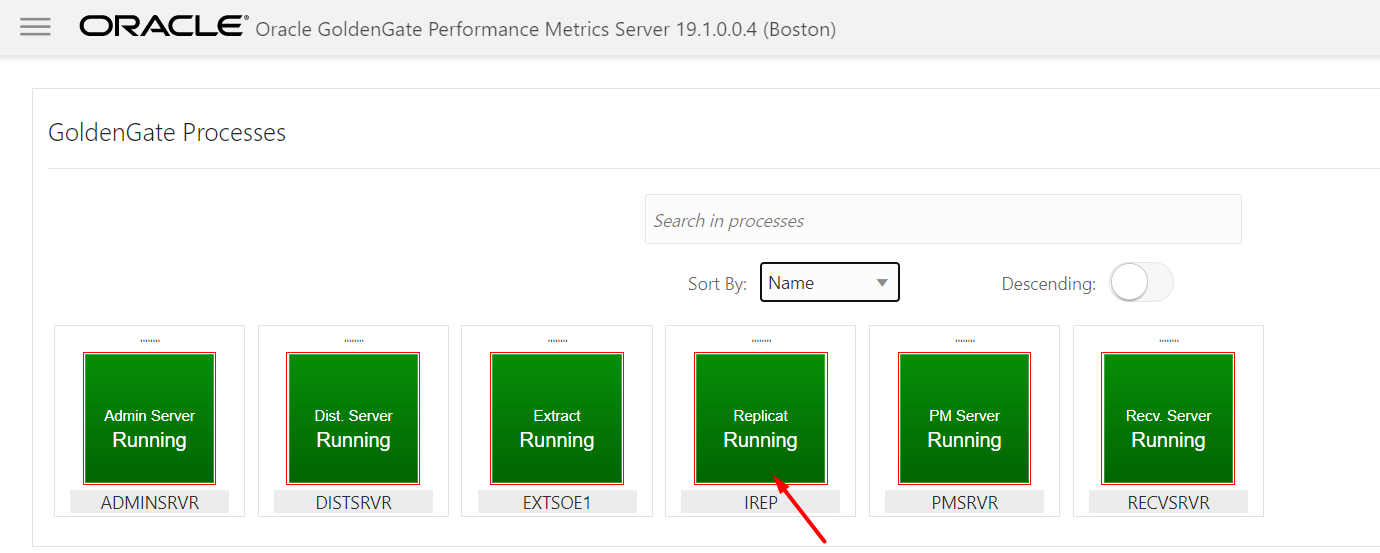 ORACLE® Oracle GoldenGate Performance Metrics Server 19.1.0.0.4 (Boston)
GoldenGate Processes
Search in processes
Sort By: Name Descending:
Admin Server
Running
ADMINSRVR
Dist. Server
Running
DISTSRVR
Extract
Running
EXTSOE1
Replicat
Running
IREP
PM Server
Running
PMSRVR
Recv. Server
Running
RECVSRVR